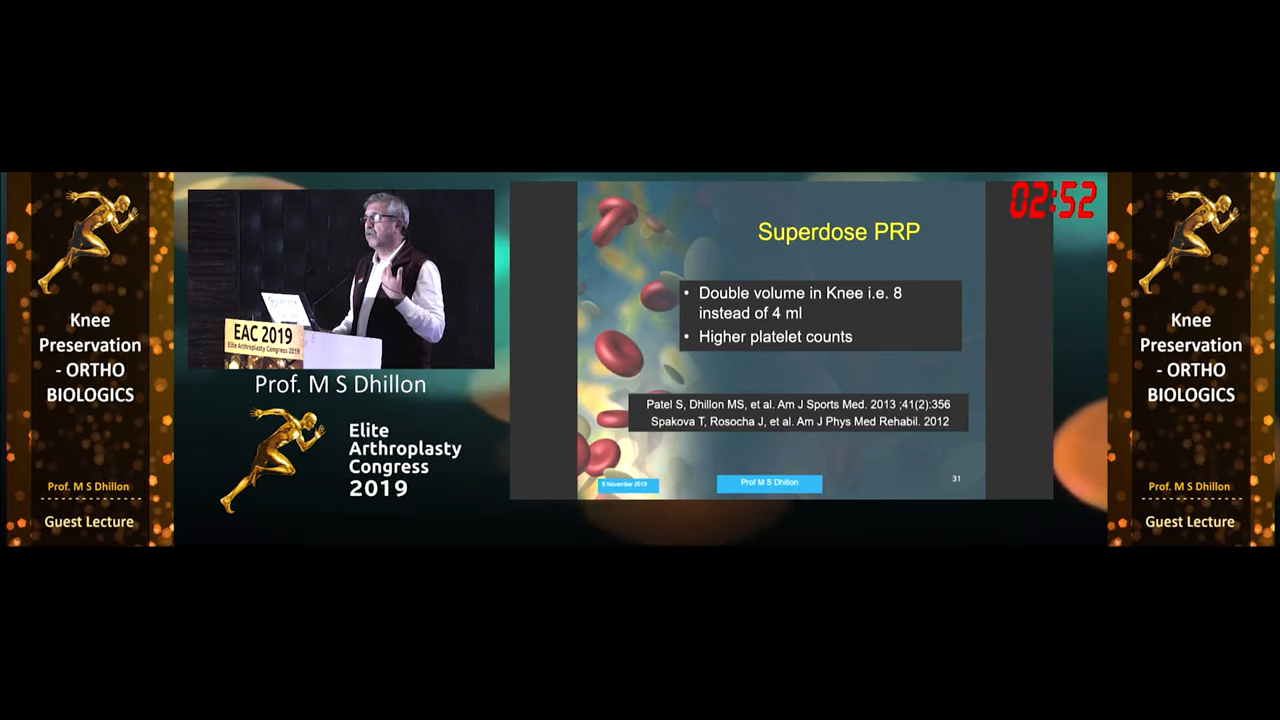 Knee
Preservation
- ORTHO
BIOLOGICS
Prof. M S Dhillon
Guest Lecture
EAC 2019
Elite Arthroplasty Congress 2019
Prof. M S Dhillon
Elite
Arthroplasty
Congress
2019
02:52
Superdose PRP
• Double volume in Knee i.e. 8
instead of 4 ml
• Higher platelet counts
Patel S, Dhillon MS, et al. Am J Sports Med. 2013 ;41(2):356
Spakova T, Rosocha J, et al. Am J Phys Med Rehabil. 2012
Prof M S Dhillon
31
Knee
Preservation
- ORTHO
BIOLOGICS
Prof. M S Dhillon
Guest Lecture